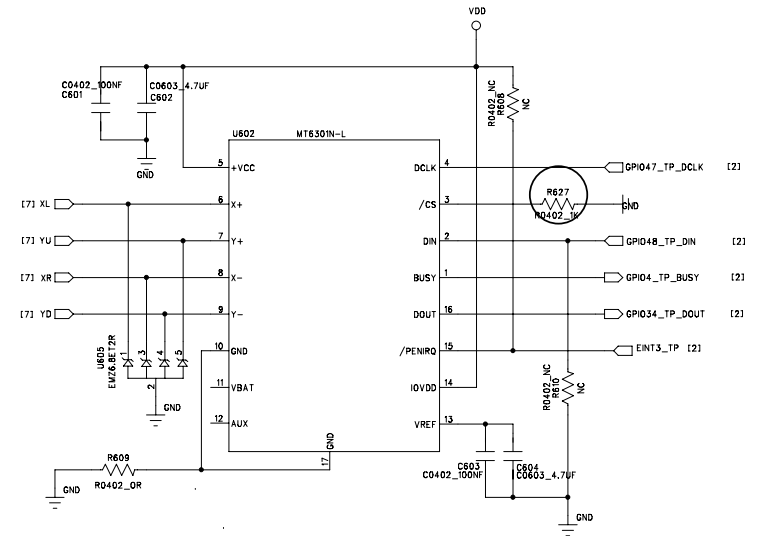 VDD
C0402_100NF
C601
C0603_4.7UF
C602
GND
R0402_NC
R608
NC
U602
MT6301N-L
5
+VCC
DCLK
4
GPIO47_TP_DCLK
[2]
[7] XL
6
X+
/CS
3
R627
R0402_1K
GND
[7] YU
7
Y+
DIN
2
GPIO48_TP_DIN
[2]
[7] XR
8
X-
BUSY
1
GPIO4_TP_BUSY
[2]
[7] YD
9
Y-
DOUT
16
GPIO34_TP_DOUT
[2]
U605
EMZ6.8ET2R
1
3
4
5
2
GND
10
GND
/PENIRQ
15
EINT3_TP [2]
11
VBAT
IOVDD
14
R0402_NC
R610
NC
12
AUX
VREF
13
GND
17
R609
R0402_0R
GND
C603
C0402_100NF
C604
C0603_4.7UF
GND